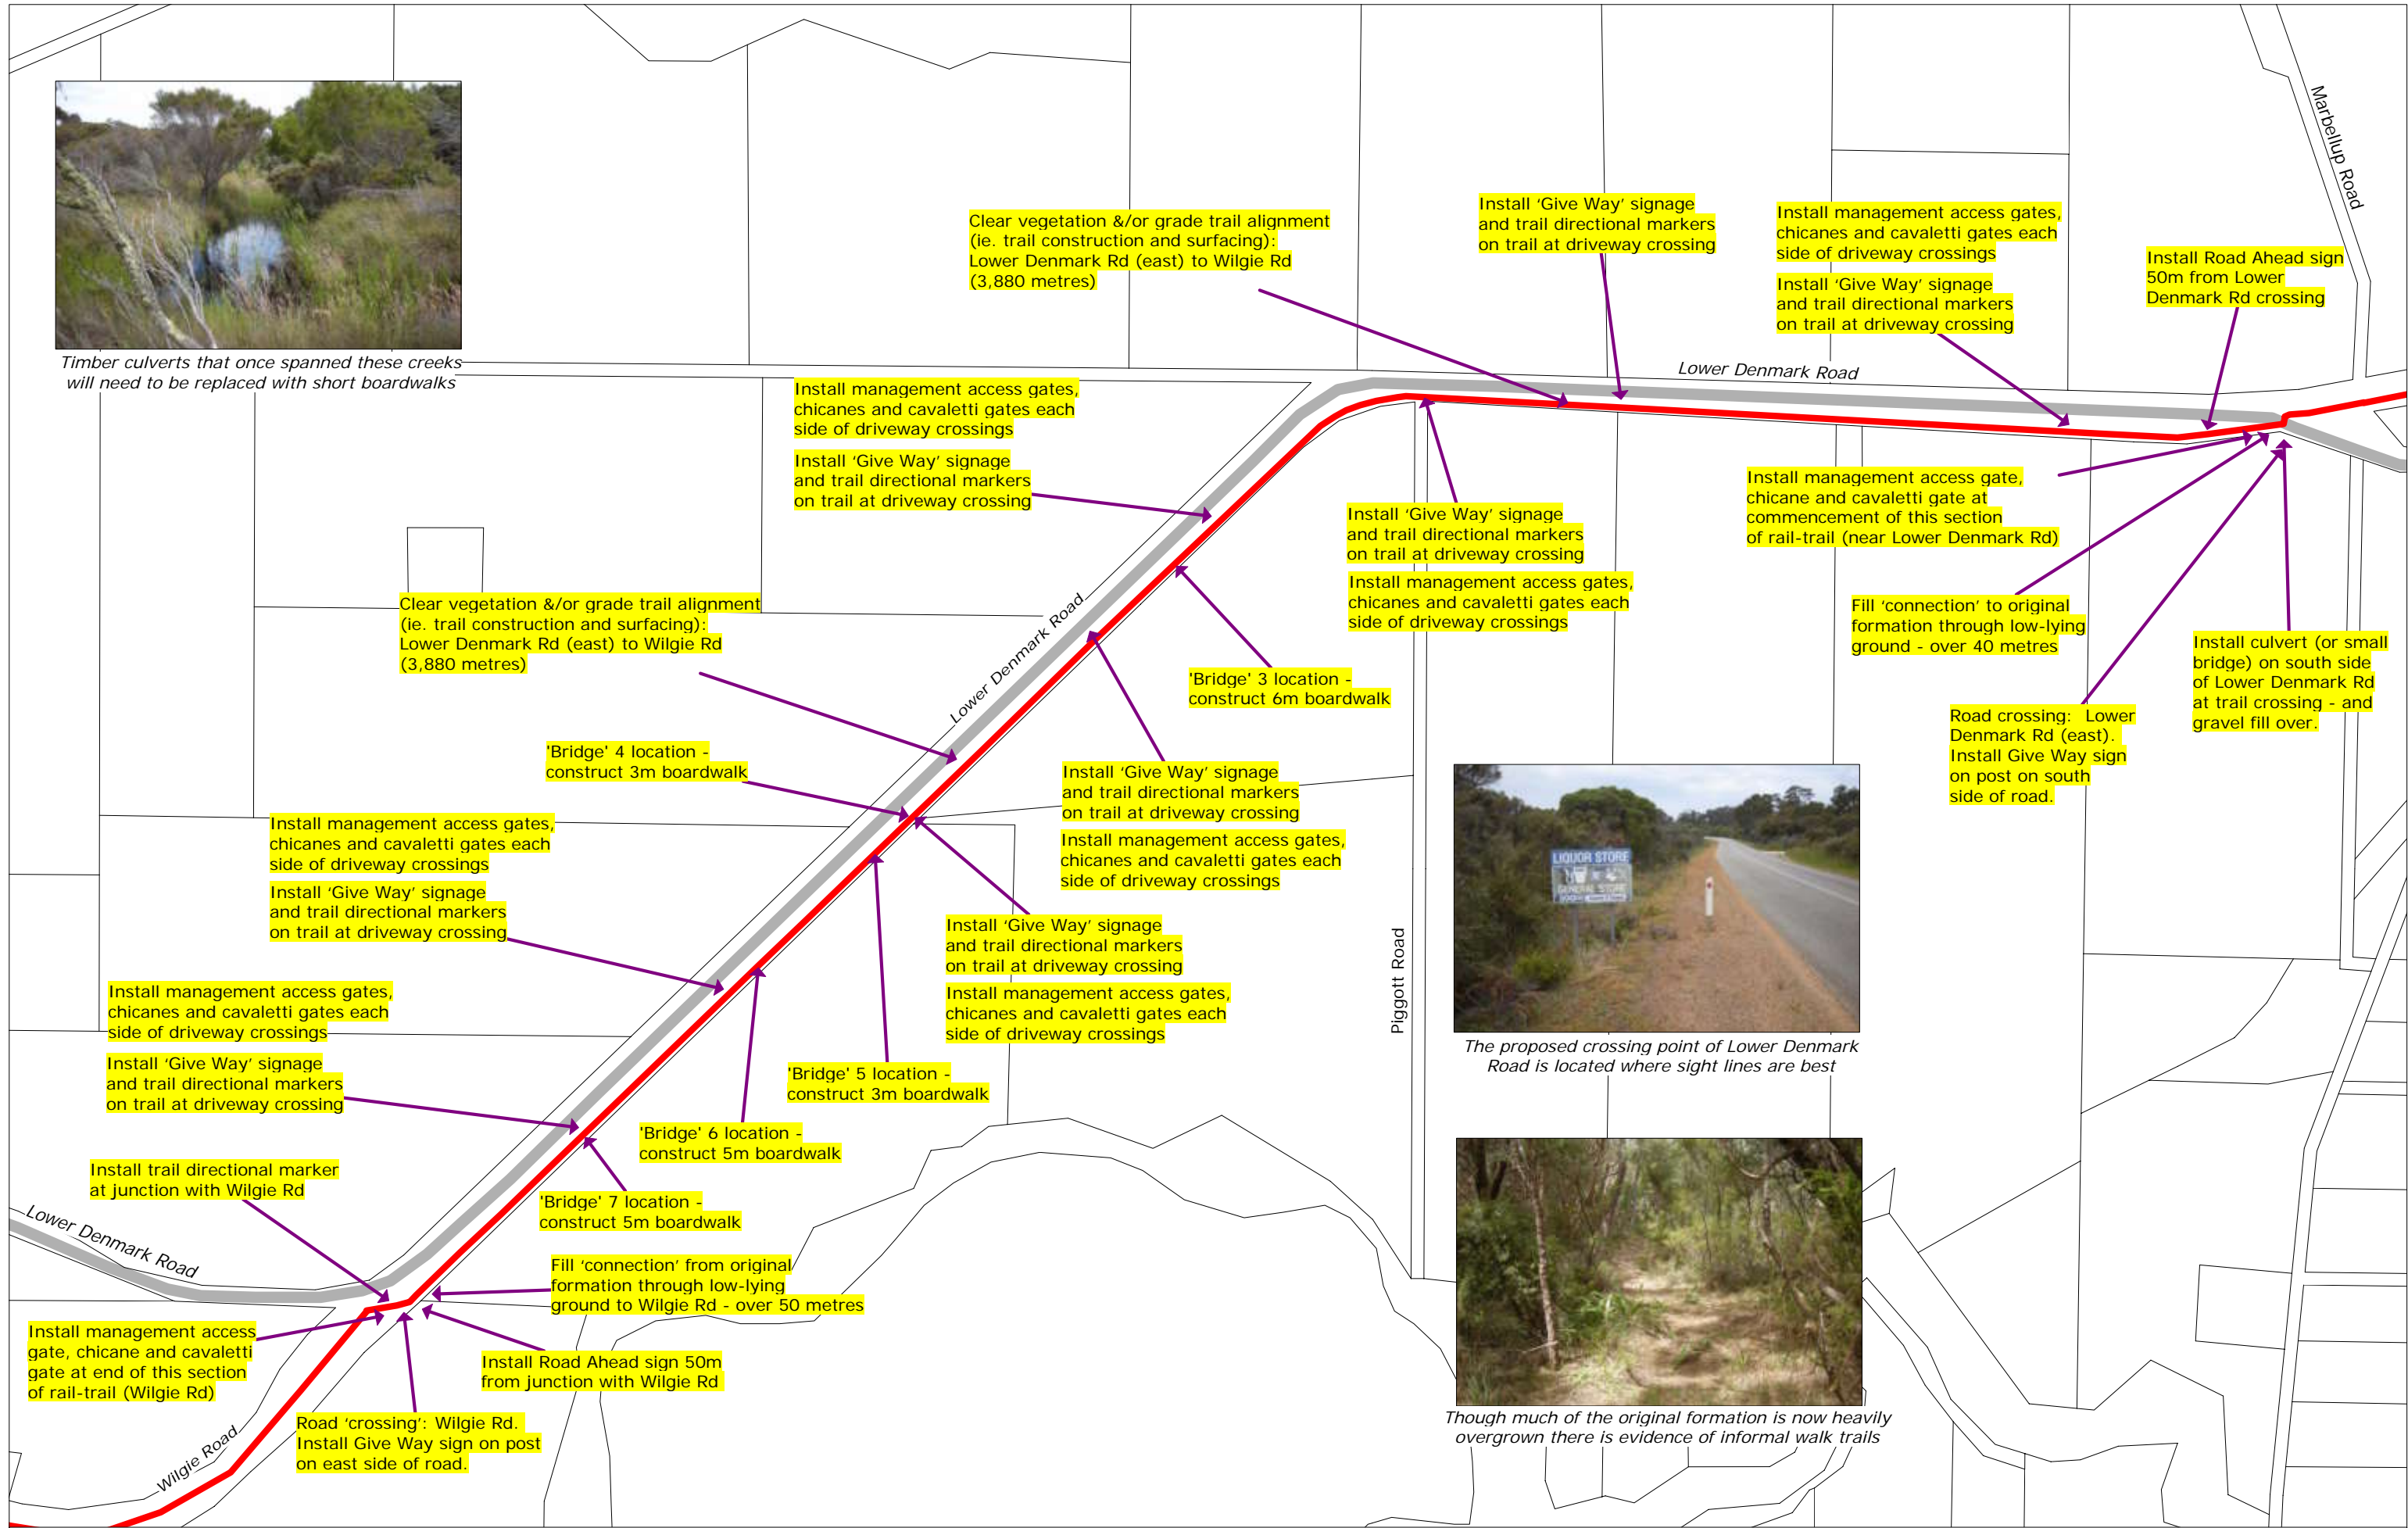 Marbellup Road
Timber culverts that once spanned these creeks
will need to be replaced with short boardwalks
Clear vegetation &/or grade trail alignment
(ie. trail construction and surfacing):
Lower Denmark Rd (east) to Wilgie Rd
(3,880 metres)
Install ‘Give Way’ signage
and trail directional markers
on trail at driveway crossing
Install management access gates,
chicanes and cavaletti gates each
side of driveway crossings
Install ‘Give Way’ signage
and trail directional markers
on trail at driveway crossing
Install Road Ahead sign
50m from Lower
Denmark Rd crossing
Lower Denmark Road
Install management access gates,
chicanes and cavaletti gates each
side of driveway crossings
Install ‘Give Way’ signage
and trail directional markers
on trail at driveway crossing
Install ‘Give Way’ signage
and trail directional markers
on trail at driveway crossing
Install management access gates,
chicanes and cavaletti gates each
side of driveway crossings
Install management access gate,
chicane and cavaletti gate at
commencement of this section
of rail-trail (near Lower Denmark Rd)
Fill ‘connection’ to original
formation through low-lying
ground - over 40 metres
Install culvert (or small
bridge) on south side
of Lower Denmark Rd
at trail crossing - and
gravel fill over.
Road crossing: Lower
Denmark Rd (east).
Install Give Way sign
on post on south
side of road.
Clear vegetation &/or grade trail alignment
(ie. trail construction and surfacing):
Lower Denmark Rd (east) to Wilgie Rd
(3,880 metres)
Lower Denmark Road
'Bridge' 3 location -
construct 6m boardwalk
'Bridge' 4 location -
construct 3m boardwalk
Install ‘Give Way’ signage
and trail directional markers
on trail at driveway crossing
Install management access gates,
chicanes and cavaletti gates each
side of driveway crossings
Install management access gates,
chicanes and cavaletti gates each
side of driveway crossings
Install ‘Give Way’ signage
and trail directional markers
on trail at driveway crossing
Install ‘Give Way’ signage
and trail directional markers
on trail at driveway crossing
Install management access gates,
chicanes and cavaletti gates each
side of driveway crossings
Piggott Road
LIQUOR STORE
GENERAL STORE
The proposed crossing point of Lower Denmark
Road is located where sight lines are best
Install management access gates,
chicanes and cavaletti gates each
side of driveway crossings
Install ‘Give Way’ signage
and trail directional markers
on trail at driveway crossing
'Bridge' 5 location -
construct 3m boardwalk
'Bridge' 6 location -
construct 5m boardwalk
'Bridge' 7 location -
construct 5m boardwalk
Install trail directional marker
at junction with Wilgie Rd
Lower Denmark Road
Fill ‘connection’ from original
formation through low-lying
ground to Wilgie Rd - over 50 metres
Install management access
gate, chicane and cavaletti
gate at end of this section
of rail-trail (Wilgie Rd)
Install Road Ahead sign 50m
from junction with Wilgie Rd
Road ‘crossing’: Wilgie Rd.
Install Give Way sign on post
on east side of road.
Wilgie Road
Though much of the original formation is now heavily
overgrown there is evidence of informal walk trails